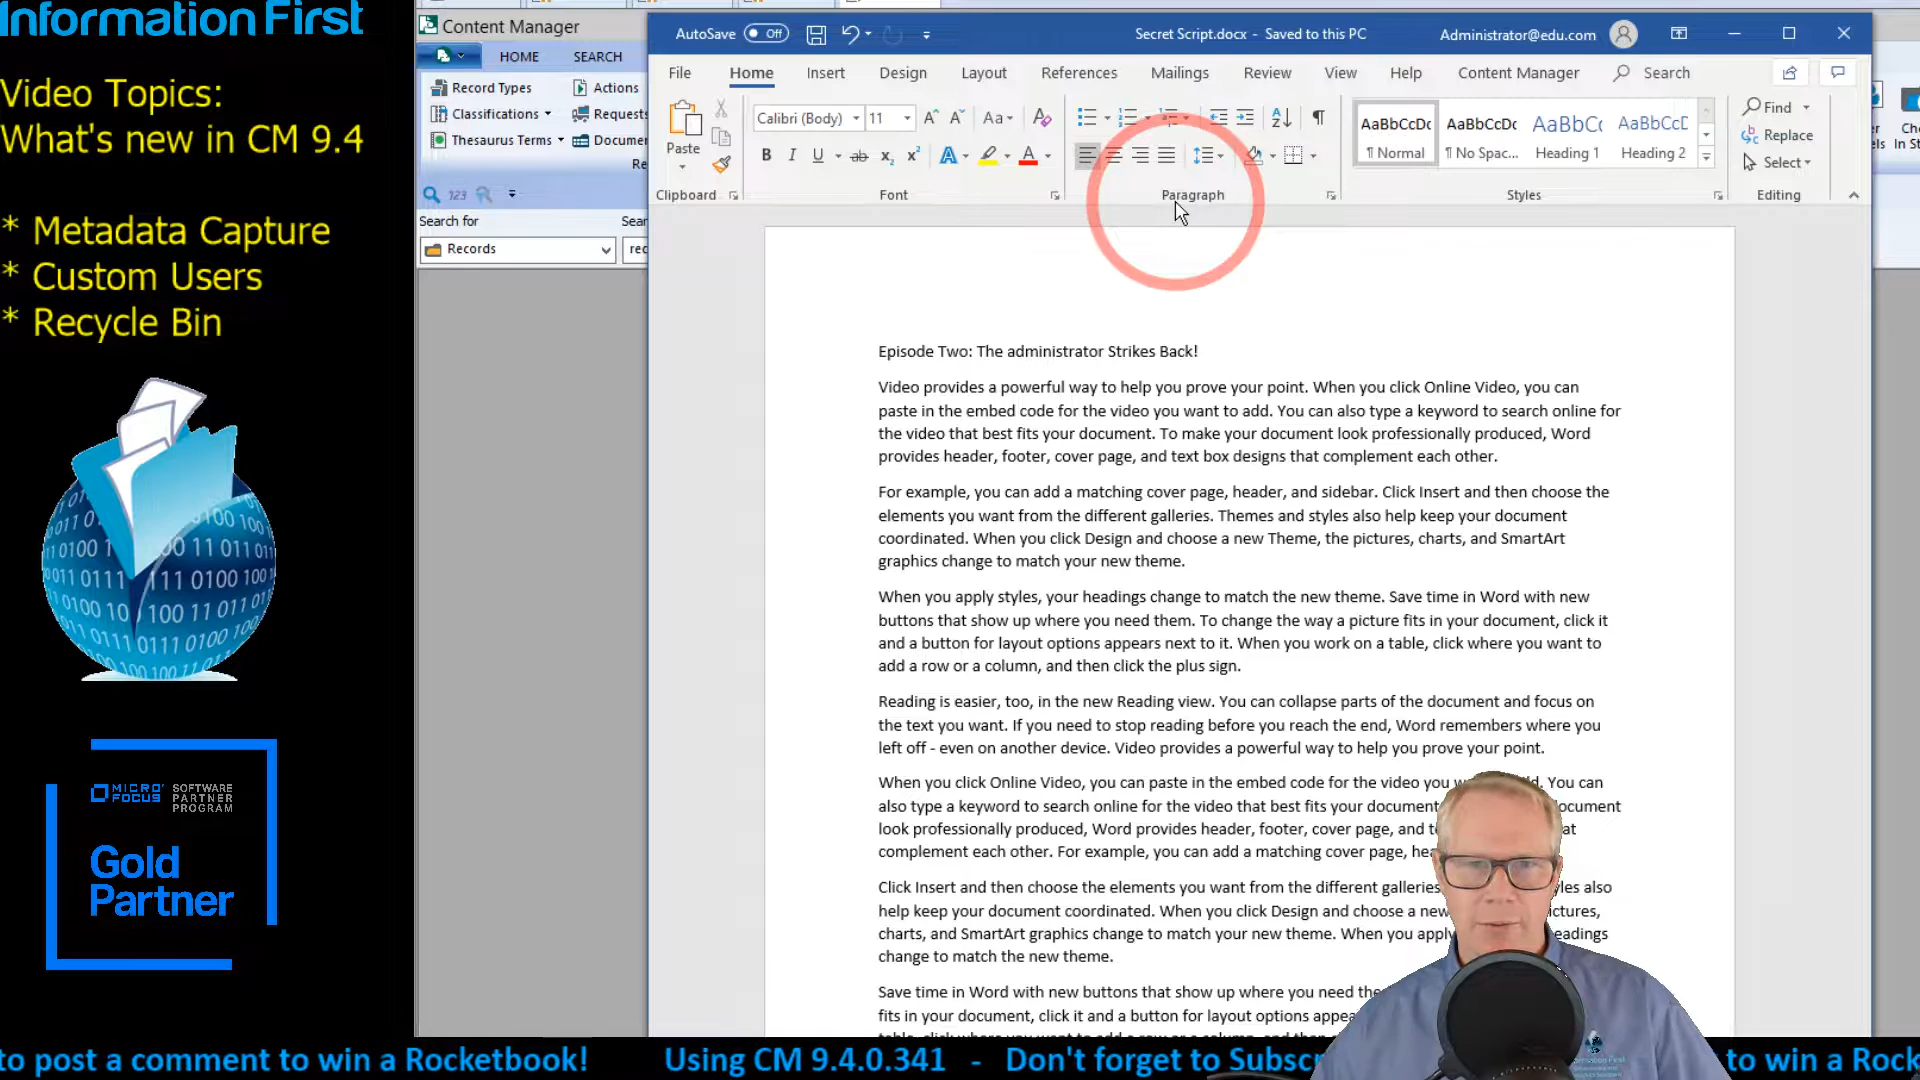 Information First
Video Topics:
What's new in CM 9.4
* Metadata Capture
* Custom Users
* Recycle Bin
MICRO FOCUS
SOFTWARE
PARTNER
PROGRAM
Gold
Partner
Content Manager
HOME SEARCH
Record Types Actions
Classifications Requests
Thesaurus Terms
123
Search for
Records
AutoSave Off
Secret Script.docx - Saved to this PC
Administrator@edu.com
File Home Insert Design Layout References Mailings Review View Help Content Manager Search
Calibri (Body) 11
Paste
Clipboard Font Paragraph Styles Editing
AaBbCcDc AaBbCcDc AaBbCc AaBbCcD
¶ Normal ¶ No Spac... Heading 1 Heading 2
Find
Replace
Select
Episode Two: The administrator Strikes Back!
Video provides a powerful way to help you prove your point. When you click Online Video, you can
paste in the embed code for the video you want to add. You can also type a keyword to search online for
the video that best fits your document. To make your document look professionally produced, Word
provides header, footer, cover page, and text box designs that complement each other.
For example, you can add a matching cover page, header, and sidebar. Click Insert and then choose the
elements you want from the different galleries. Themes and styles also help keep your document
coordinated. When you click Design and choose a new Theme, the pictures, charts, and SmartArt
graphics change to match your new theme.
When you apply styles, your headings change to match the new theme. Save time in Word with new
buttons that show up where you need them. To change the way a picture fits in your document, click it
and a button for layout options appears next to it. When you work on a table, click where you want to
add a row or a column, and then click the plus sign.
Reading is easier, too, in the new Reading view. You can collapse parts of the document and focus on
the text you want. If you need to stop reading before you reach the end, Word remembers where you
left off - even on another device. Video provides a powerful way to help you prove your point.
When you click Online Video, you can paste in the embed code for the video you You can
also type a keyword to search online for the video that best fits your document
look professionally produced, Word provides header, footer, cover page, and
complement each other. For example, you can add a matching cover page,
Click Insert and then choose the elements you want from the different galleries also
help keep your document coordinated. When you click Design and choose a new
charts, and SmartArt graphics change to match your new theme. When you apply
change to match the new theme.
Save time in Word with new buttons that show up where you need
fits in your document, click it and a button for layout options
to post a comment to win a Rocketbook! Using CM 9.4.0.341 - Don't forget to to win a